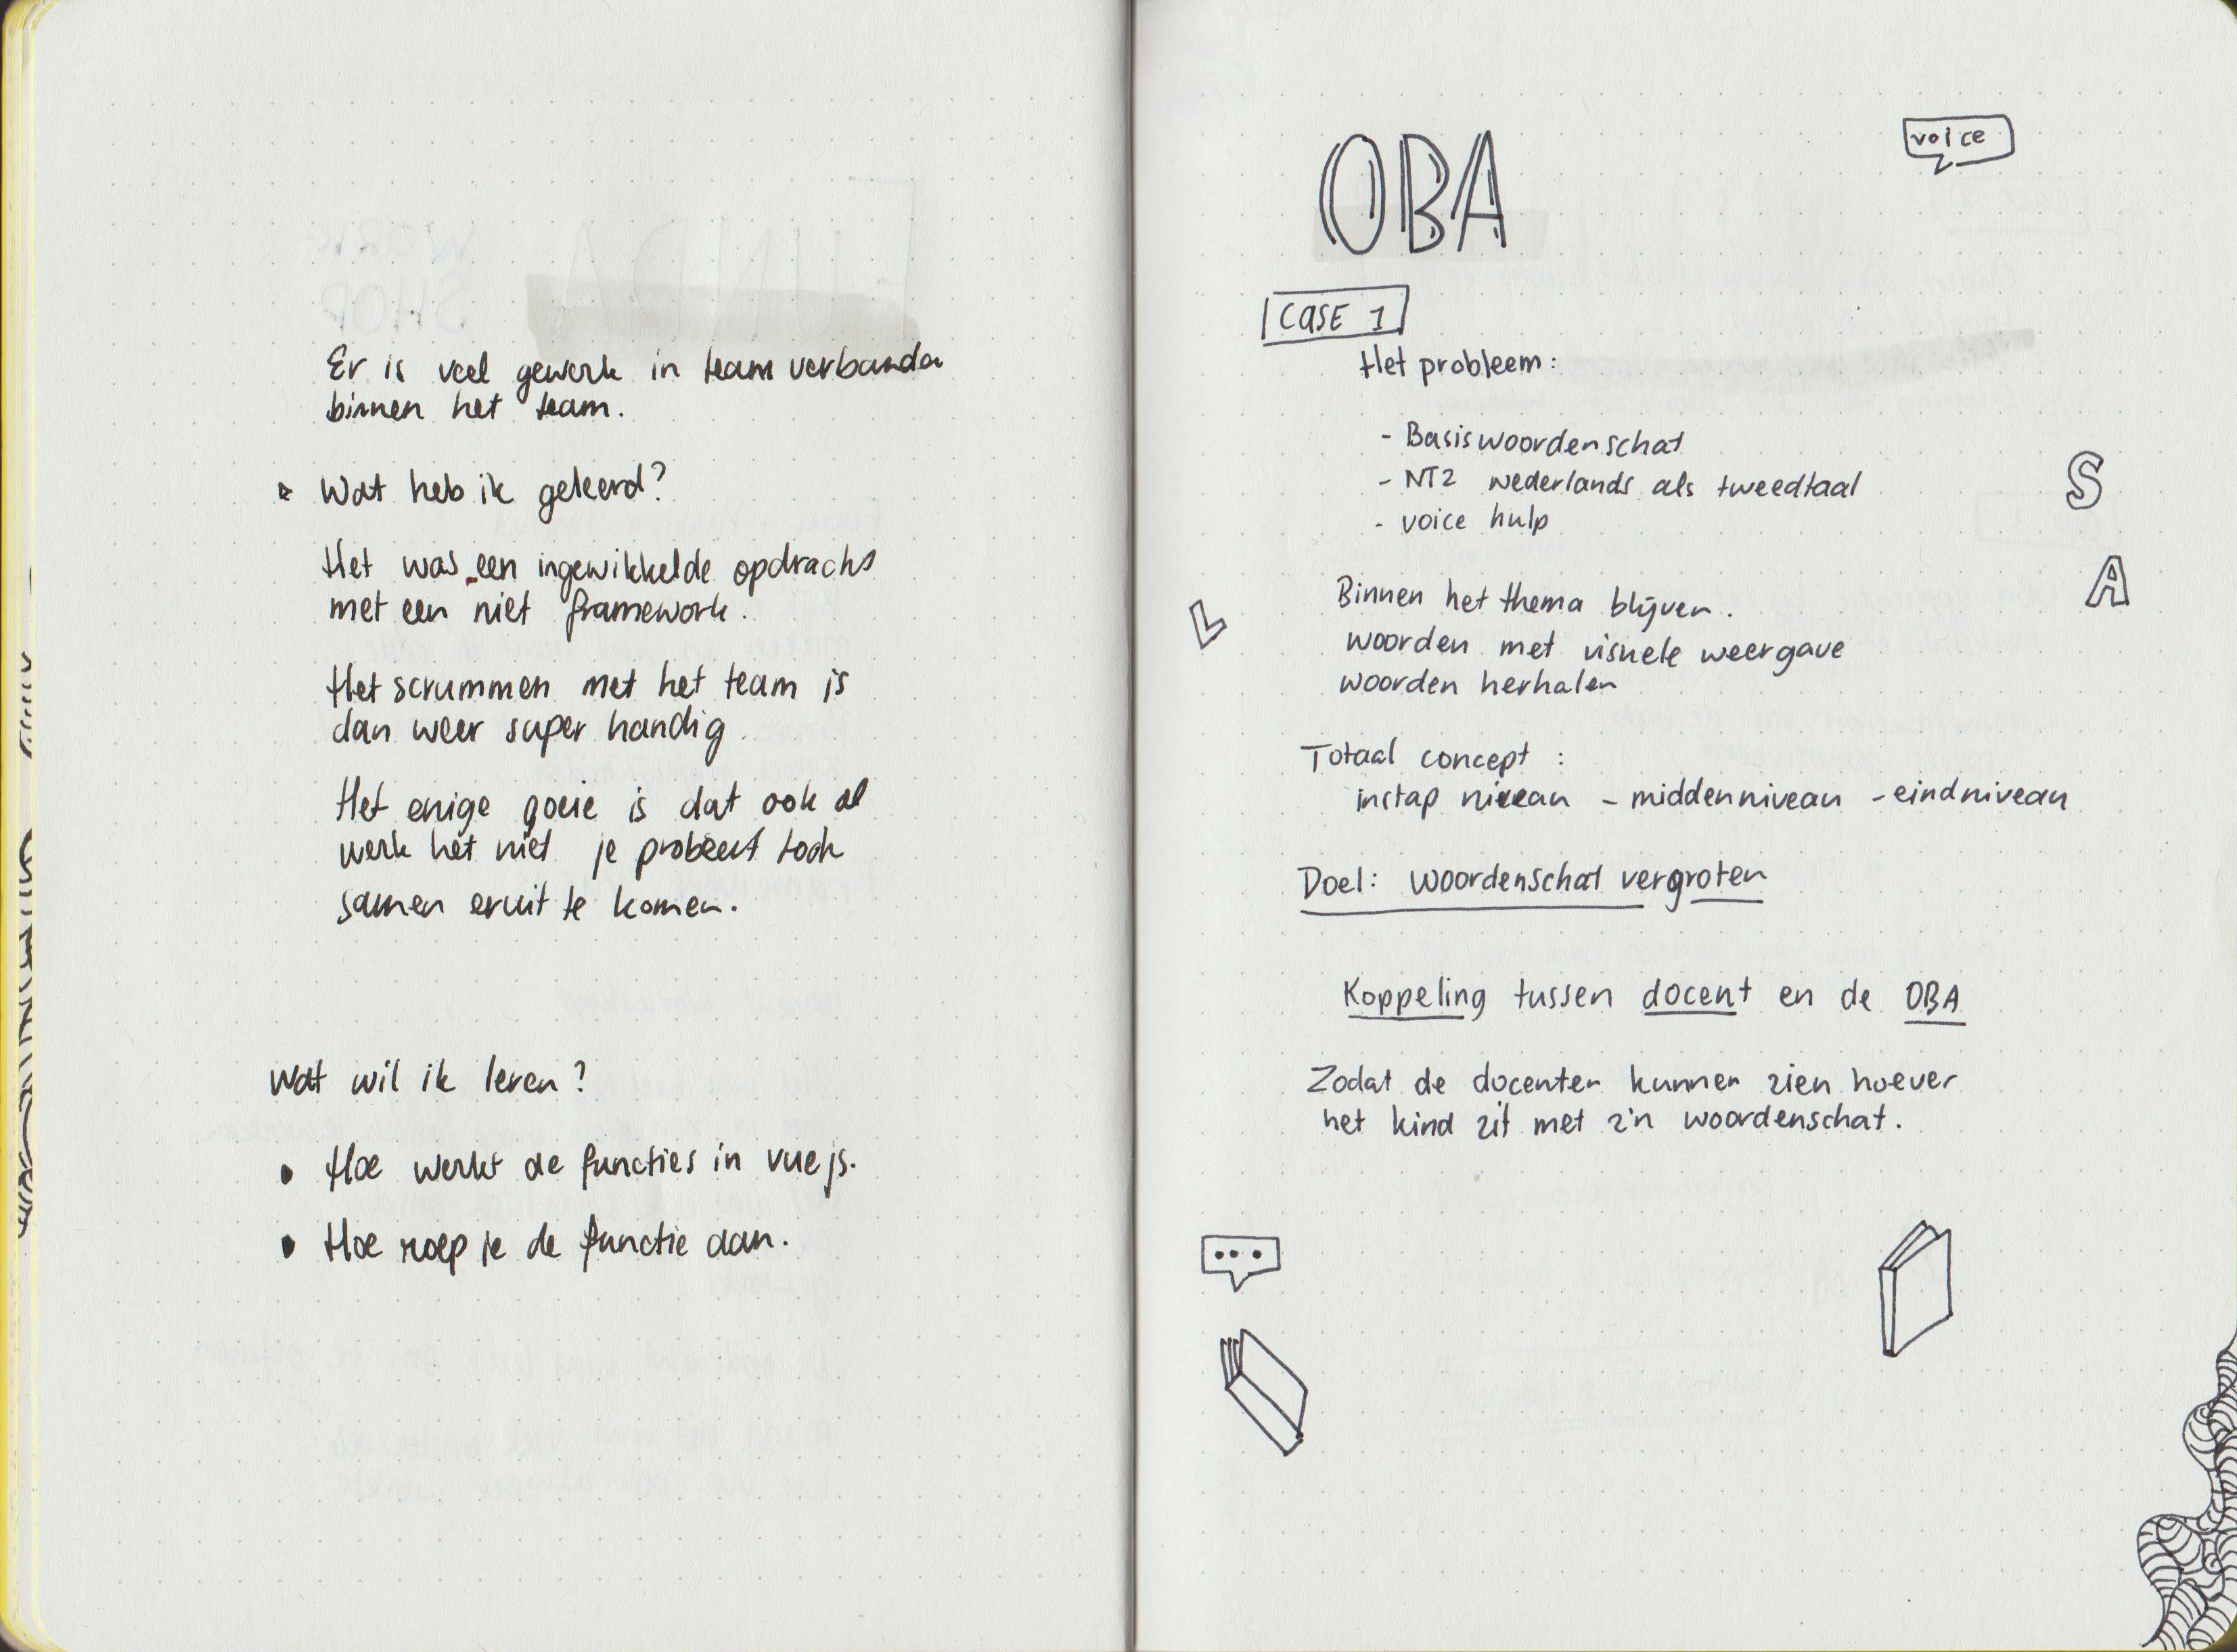 Er is veel gewerk in team verbanden
binnen het team.
Wat heb ik geleerd?
Het was een ingewikkelde opdracht
met een niet framework.
Het scrummen met het team is
dan weer super handig.
Het enige goeie is dat ook al
werk het niet je probeert toch
samen eruit te komen.
Wat wil ik leren?
• Hoe werkt de functies in vue js.
• Hoe roep je de functie aan.
voice
OBA
CASE 1
Het probleem:
- Basiswoordenschat
- NT2 nederlands als tweedtaal
- voice hulp
S
A
L
Binnen het thema blijven.
woorden met visuele weergave
woorden herhalen
Totaal concept :
instap niveau - middenniveau - eindniveau
Doel: woordenschat vergroten
Koppeling tussen docent en de OBA
Zodat de docenten kunnen zien hoever
het kind zit met z'n woordenschat.